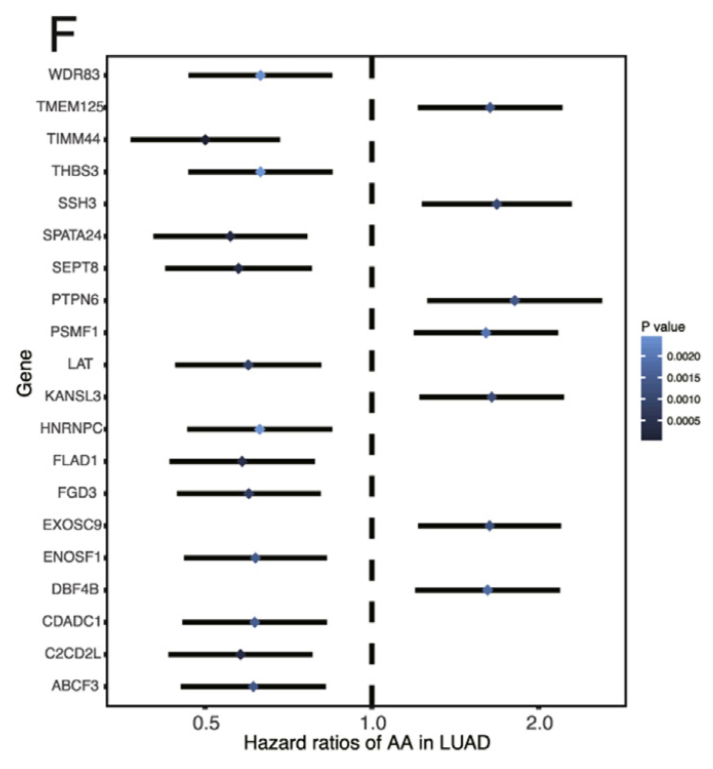 F
WDR83
TMEM125
TIMM44
THBS3
SSH3
SPATA24
SEPT8
PTPN6
PSMF1
LAT
KANSL3
HNRNPC
FLAD1
FGD3
EXOSC9
ENOSF1
DBF4B
CDADC1
C2CD2L
ABCF3
Gene
0.5 1.0 2.0
Hazard ratios of AA in LUAD
P value
0.0020
0.0015
0.0010
0.0005